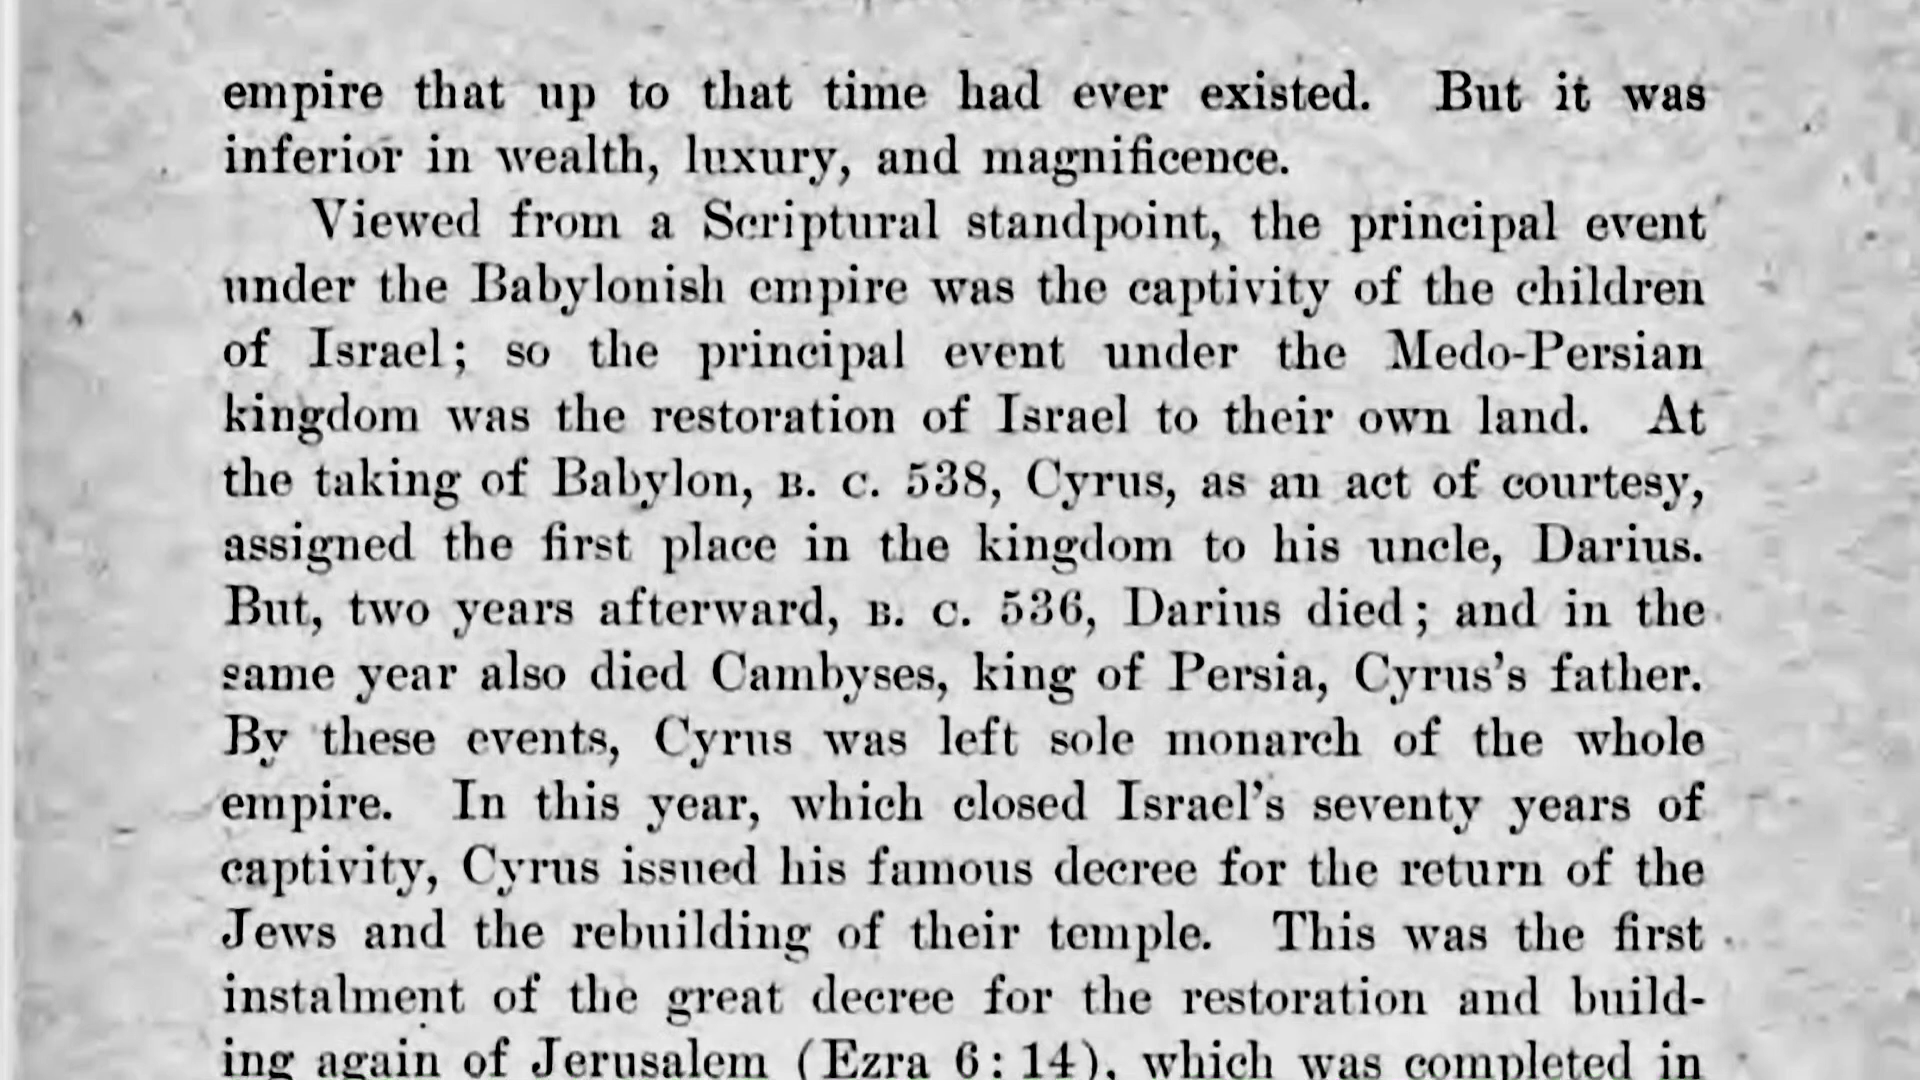 empire that up to that time had ever existed. But it was
inferior in wealth, luxury, and magnificence.
Viewed from a Scriptural standpoint, the principal event
under the Babylonish empire was the captivity of the children
of Israel; so the principal event under the Medo-Persian
kingdom was the restoration of Israel to their own land. At
the taking of Babylon, B. C. 538, Cyrus, as an act of courtesy,
assigned the first place in the kingdom to his uncle, Darius.
But, two years afterward, B. C. 536, Darius died; and in the
same year also died Cambyses, king of Persia, Cyrus's father.
By these events, Cyrus was left sole monarch of the whole
empire. In this year, which closed Israel's seventy years of
captivity, Cyrus issued his famous decree for the return of the
Jews and the rebuilding of their temple. This was the first
instalment of the great decree for the restoration and build-
ing again of Jerusalem (Ezra 6:14), which was completed in